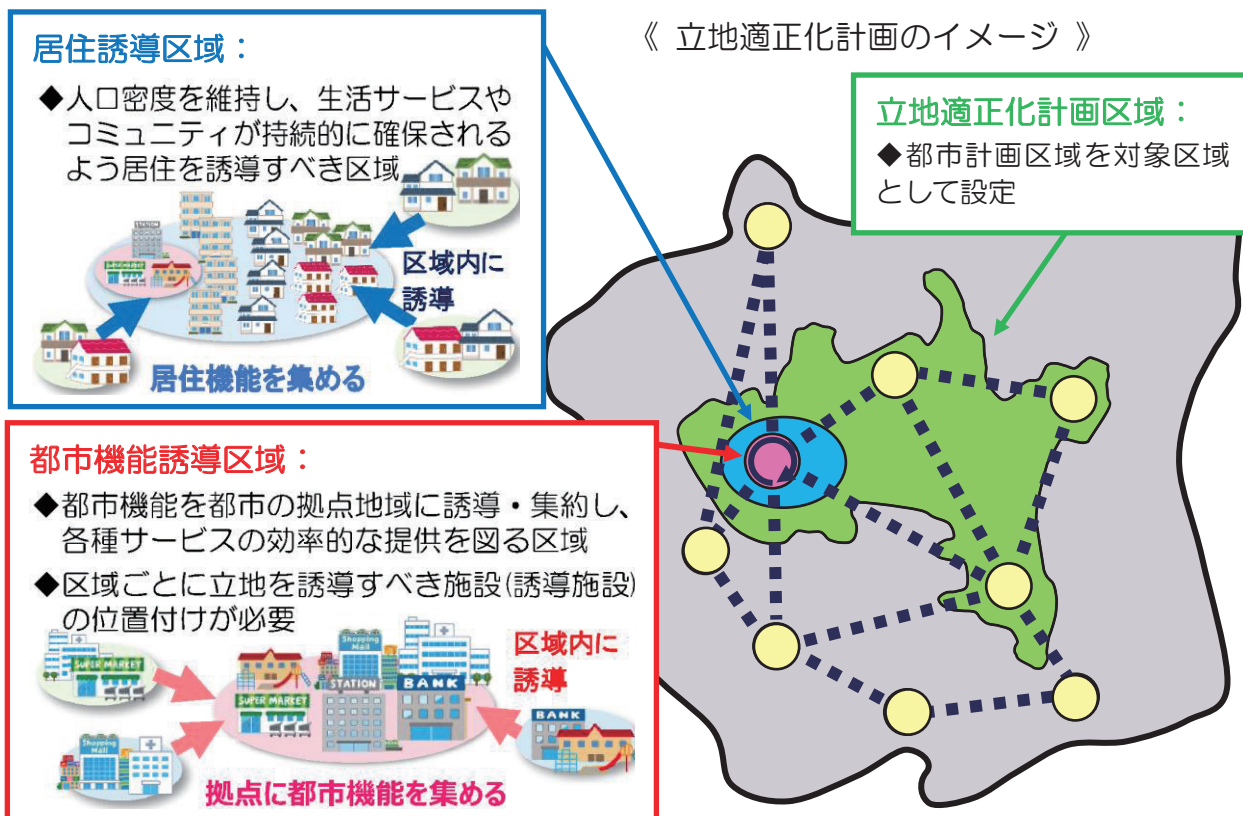 《 立地適正化計画のイメージ 》
居住誘導区域：
◆人口密度を維持し、生活サービスや
コミュニティが持続的に確保される
よう居住を誘導すべき区域
区域内に
誘導
居住機能を集める
立地適正化計画区域：
◆都市計画区域を対象区域
として設定
都市機能誘導区域：
◆都市機能を都市の拠点地域に誘導・集約し、
各種サービスの効率的な提供を図る区域
◆区域ごとに立地を誘導すべき施設(誘導施設)
の位置付けが必要
区域内に
誘導
SUPER MARKET
Shopping
Mall
STATION
BANK
SUPER MARKET
Shopping
Mall
BANK
拠点に都市機能を集める